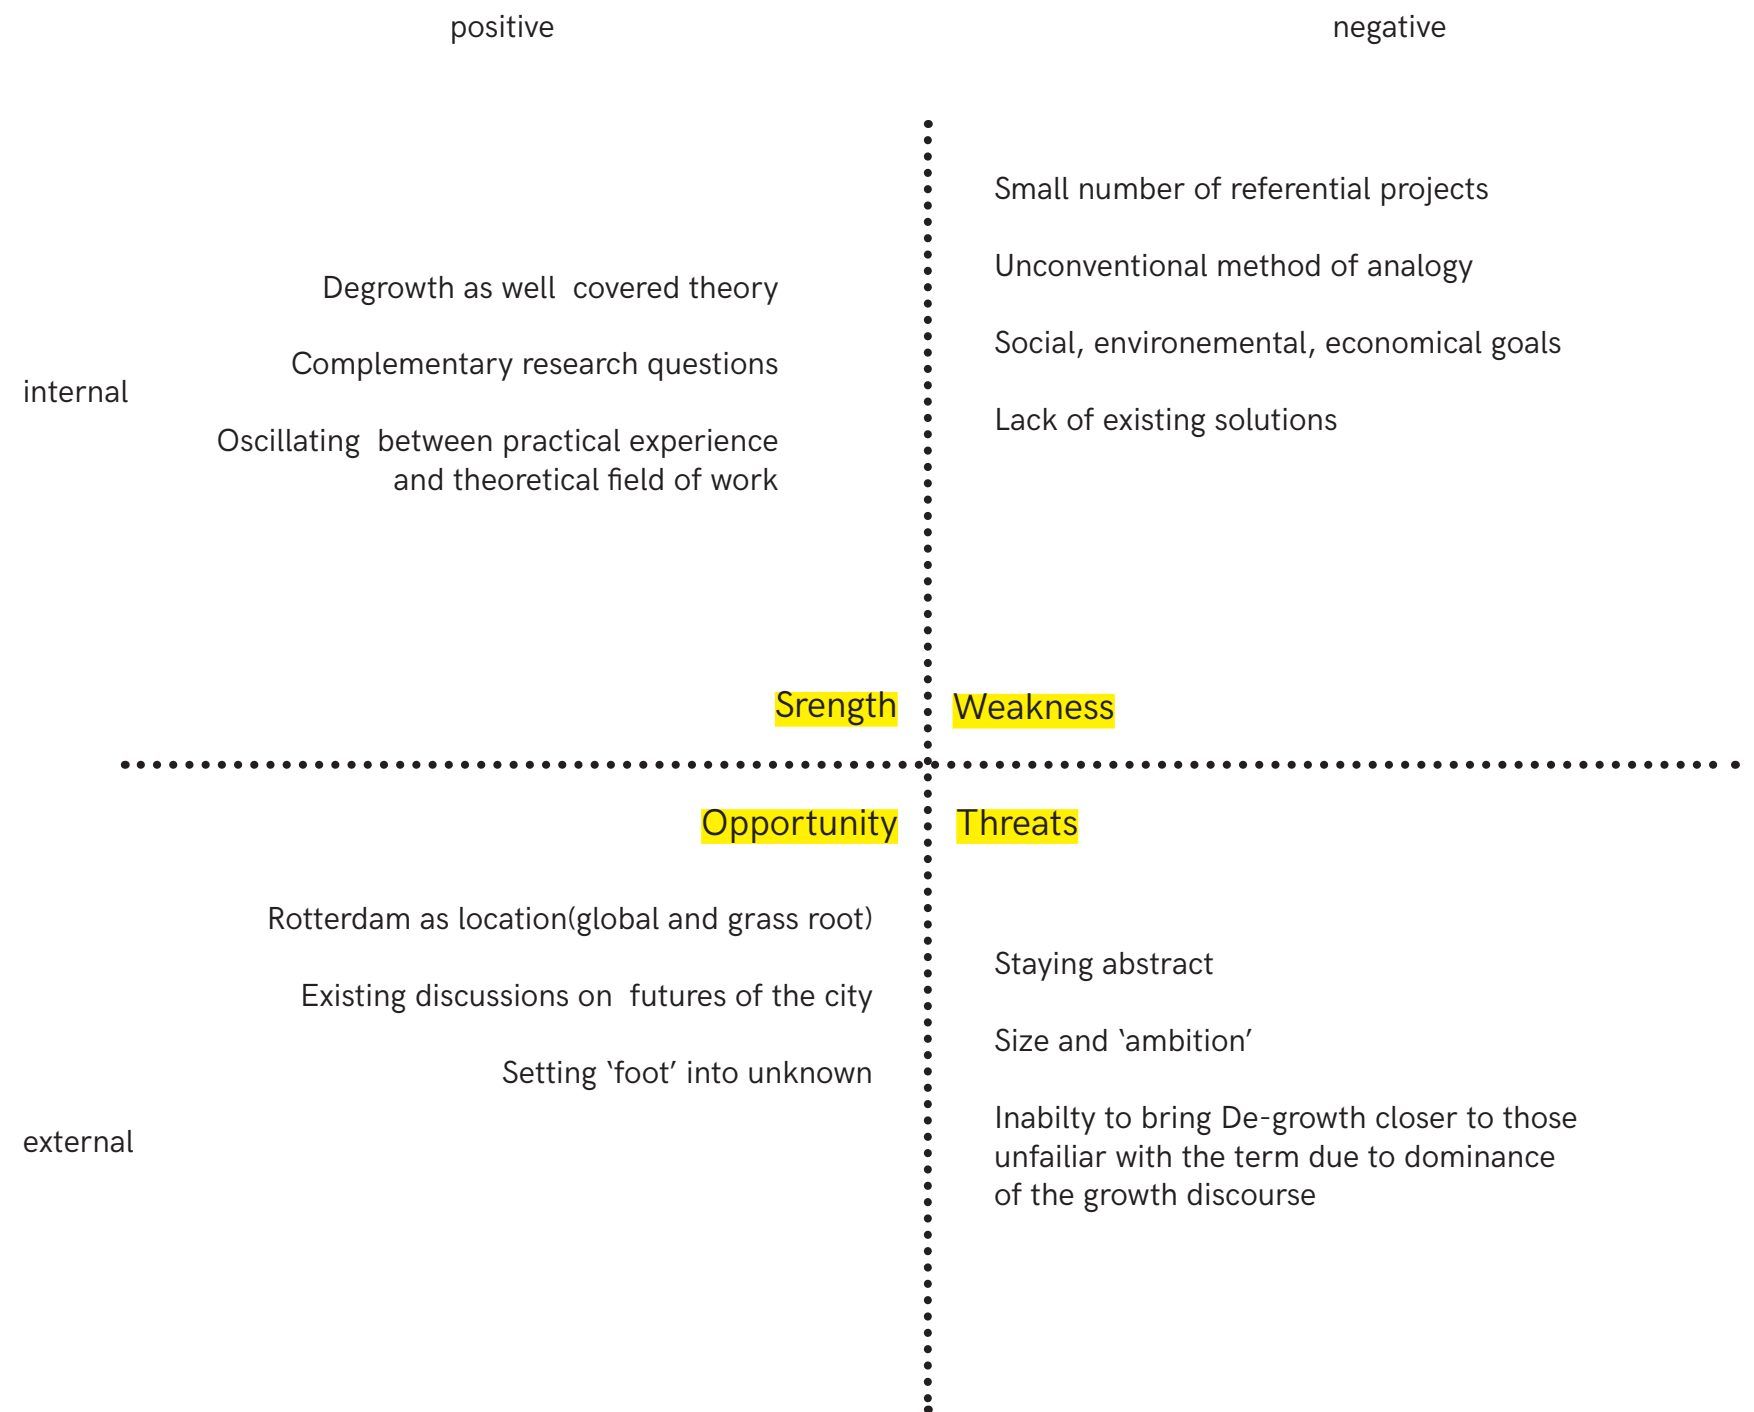 positive
negative
internal
Degrowth as well  covered theory
Complementary research questions
Oscillating  between practical experience
and theoretical field of work
Small number of referential projects
Unconventional method of analogy
Social, environemental, economical goals
Lack of existing solutions
Srength
Weakness
Opportunity
Threats
external
Rotterdam as location(global and grass root)
Existing discussions on  futures of the city
Setting ‘foot’ into unknown
Staying abstract
Size and ‘ambition’
Inabilty to bring De-growth closer to those
unfailiar with the term due to dominance
of the growth discourse